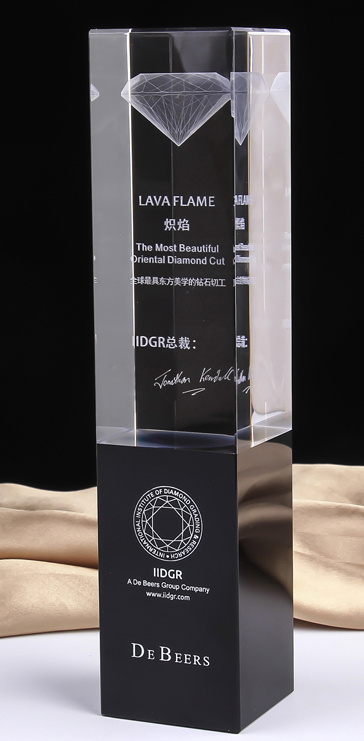 LAVA FLAME
炽焰
The Most Beautiful
Oriental Diamond Cut
全球最具东方美学的钻石切工
IIDGR总裁：
Jonathan Kendall
INTERNATIONAL INSTITUTE OF DIAMOND GRADING & RESEARCH
IIDGR
A De Beers Group Company
www.iidgr.com
DE BEERS